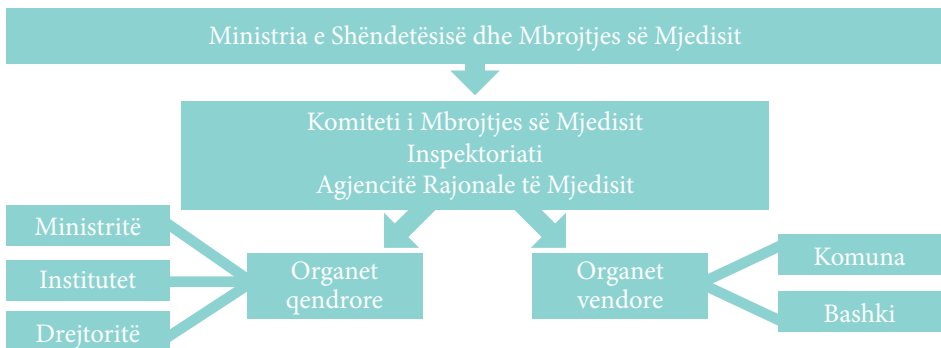 Ministria e Shëndetësisë dhe Mbrojtjes së Mjedisit
Komiteti i Mbrojtjes së Mjedisit
Inspektoriati
Agjencitë Rajonale të Mjedisit
Ministritë
Institutet
Drejtoritë
Organet
qendrore
Organet
vendore
Komuna
Bashki